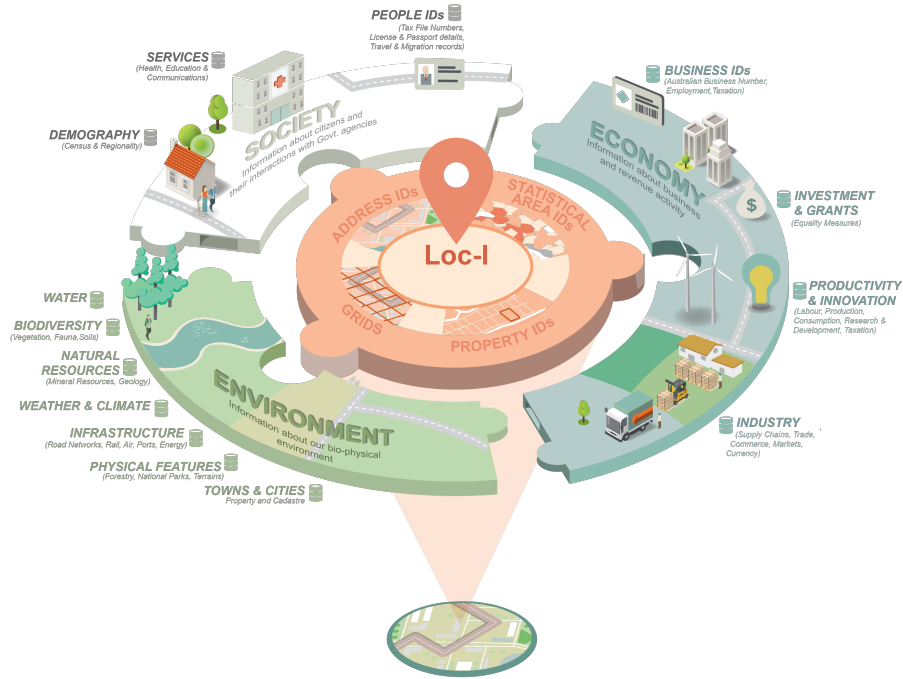 PEOPLE IDs
(Tax File Numbers,
License & Passport details,
Travel & Migration records)
SERVICES
(Health, Education &
Communications)
DEMOGRAPHY
(Census & Regionality)
SOCIETY
Information about citizens and
their interactions with Govt. agencies
BUSINESS IDs
(Australian Business Number,
Employment,Taxation)
ECONOMY
Information about business
and revenue activity
INVESTMENT
& GRANTS
(Equality Measures)
PRODUCTIVITY
& INNOVATION
(Labour, Production,
Consumption, Research &
Development, Taxation)
INDUSTRY
(Supply Chains, Trade,
Commerce, Markets,
Currency)
ADDRESS IDs
STATISTICAL
AREA IDs
Loc-I
GRIDS
PROPERTY IDs
WATER
BIODIVERSITY
(Vegetation, Fauna,Soils)
NATURAL
RESOURCES
(Mineral Resources, Geology)
WEATHER & CLIMATE
INFRASTRUCTURE
(Road Networks, Rail, Air, Ports, Energy)
PHYSICAL FEATURES
(Forestry, National Parks, Terrains)
TOWNS & CITIES
Property and Cadastre
ENVIRONMENT
Information about our bio-physical
environment
$